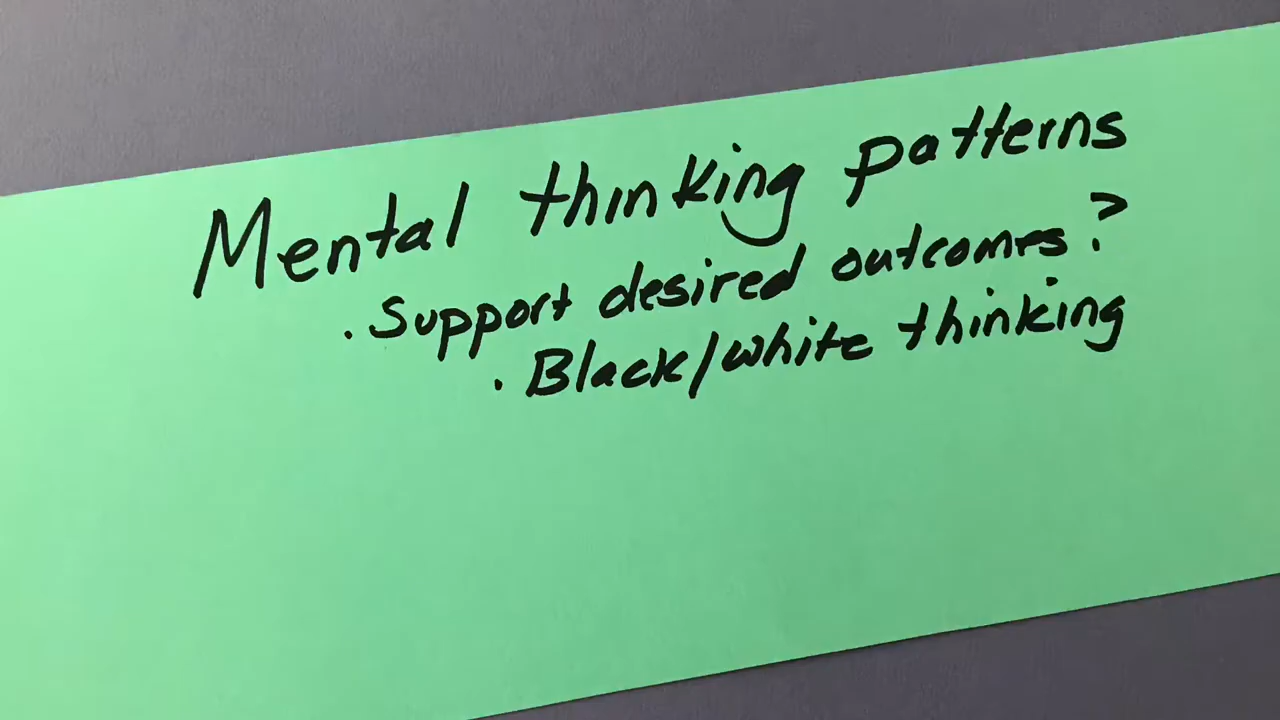 Mental thinking patterns
. Support desired outcomes?
. Black/white thinking